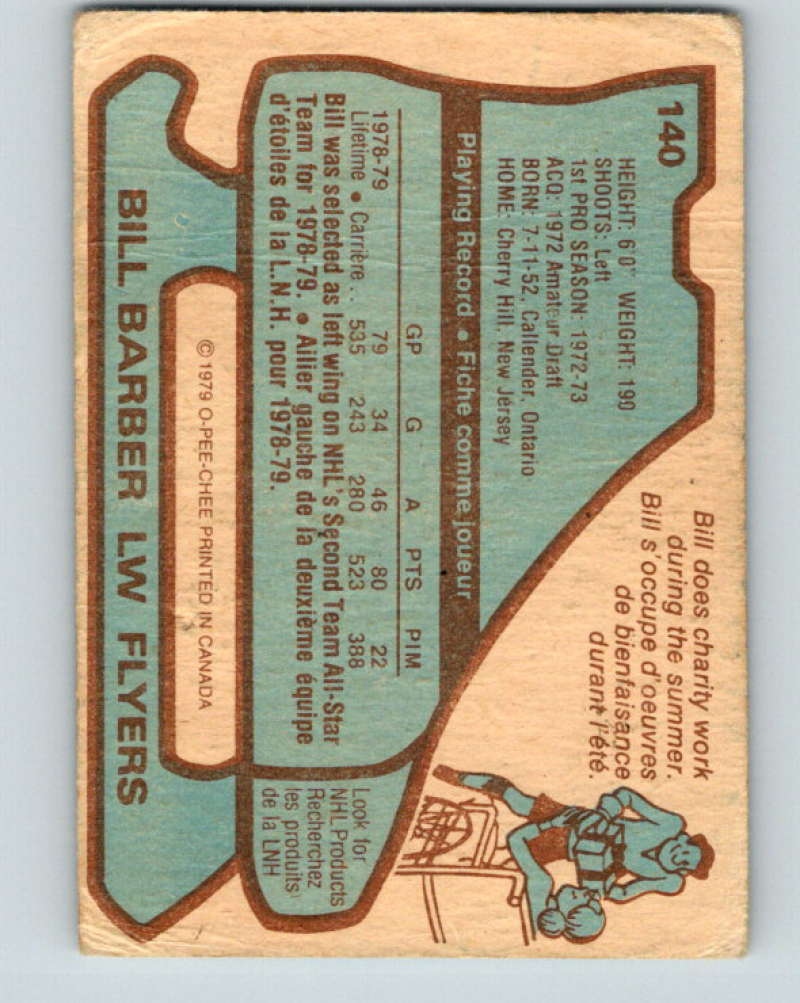 140
HEIGHT: 6'0" WEIGHT: 190
SHOOTS: Left
1st PRO SEASON: 1972-73
ACQ: 1972 Amateur Draft
BORN: 7-11-52, Callender, Ontario
HOME: Cherry Hill, New Jersey
Bill does charity work
during the summer.
Bill s'occupe d'oeuvres
de bienfaisance
durant l'été.
Playing Record • Fiche comme joueur
GP G A PTS PIM
1978-79 79 34 46 80 22
Lifetime • Carrière .. 535 243 280 523 388
Bill was selected as left wing on NHL's Second Team All-Star
Team for 1978-79. • Ailier gauche de la deuxième équipe
d'étoiles de la L.N.H. pour 1978-79.
Look for
NHL Products
Recherchez
les produits
de la LNH
© 1979 O-PEE-CHEE PRINTED IN CANADA
BILL BARBER LW FLYERS